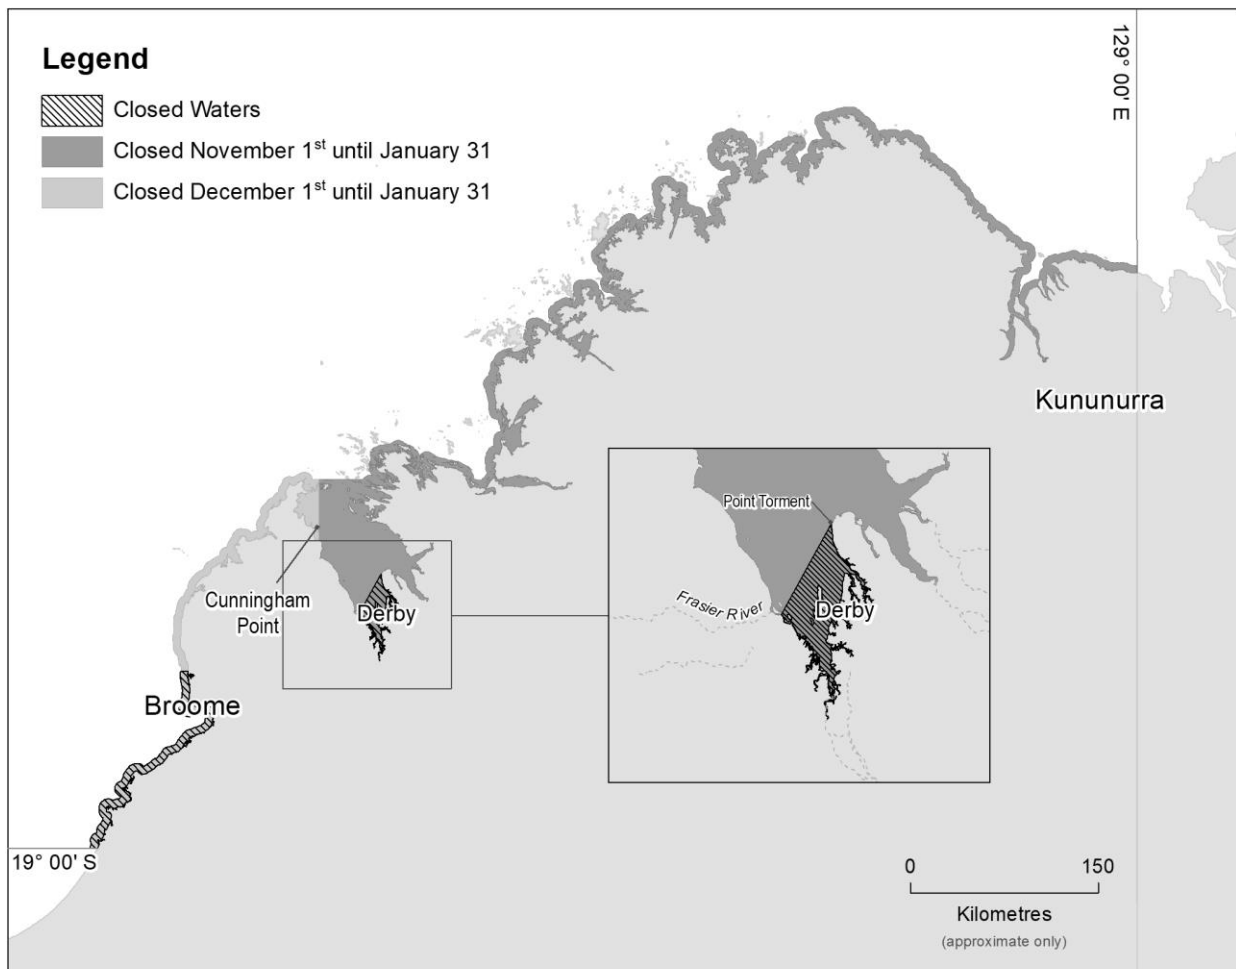 Legend
Closed Waters
Closed November 1st until January 31
Closed December 1st until January 31
129° 00' E
Kununurra
Point Torment
Cunningham
Point
Derby
Frasier River
Derby
Broome
19° 00' S
0 150
Kilometres
(approximate only)